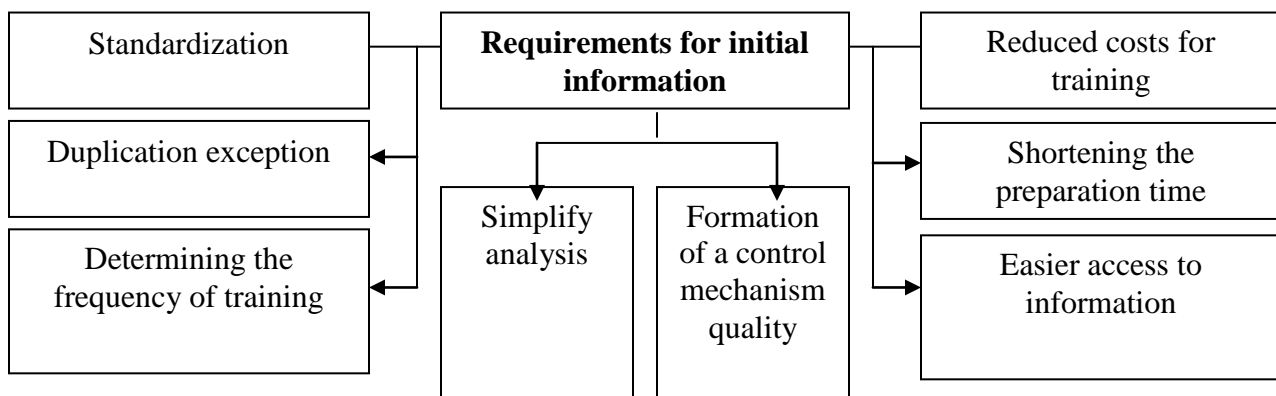 Standardization
Requirements for initial
information
Reduced costs for
training
Duplication exception
Shortening the
preparation time
Simplify
analysis
Formation
of a control
mechanism
quality
Determining the
frequency of training
Easier access to
information